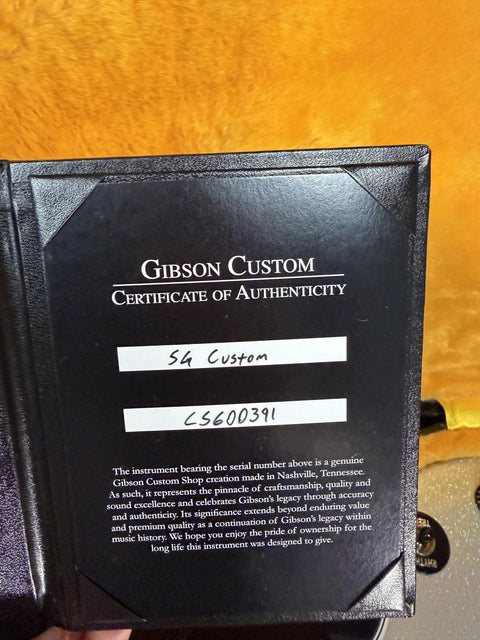 GIBSON CUSTOM
CERTIFICATE OF AUTHENTICITY
SG Custom
CS600391
The instrument bearing the serial number above is a genuine
Gibson Custom Shop creation made in Nashville, Tennessee.
As such, it represents the pinnacle of craftsmanship, quality and
sound excellence and celebrates Gibson's legacy through accuracy
and authenticity. Its significance extends beyond enduring value
and premium quality as a continuation of Gibson's legacy within
music history. We hope you enjoy the pride of ownership for the
long life this instrument was designed to give.